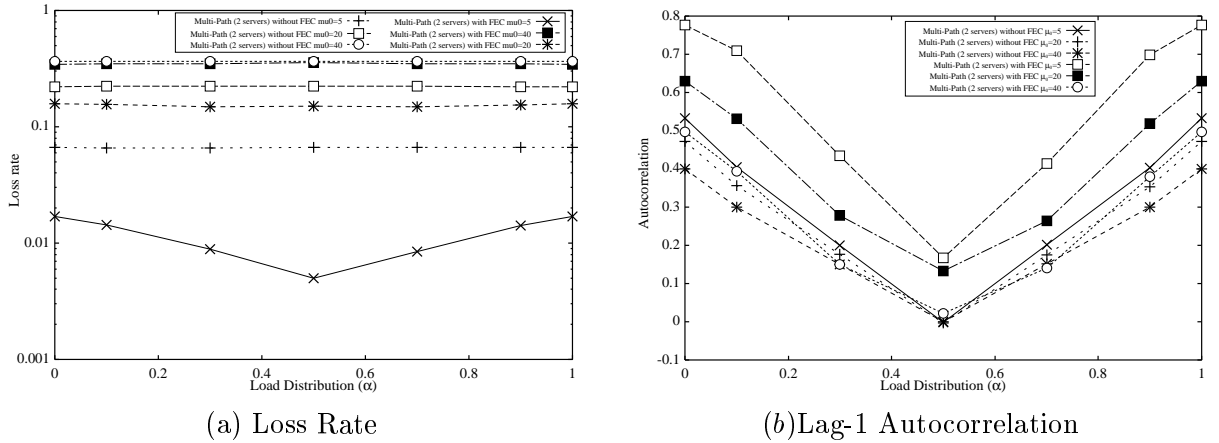 1
0.1
0.01
0.001
Loss rate
0
0.2
0.4
0.6
0.8
1
Load Distribution (α)
Multi-Path (2 servers) without FEC mu0=5
Multi-Path (2 servers) without FEC mu0=20
Multi-Path (2 servers) without FEC mu0=40
Multi-Path (2 servers) with FEC mu0=5
Multi-Path (2 servers) with FEC mu0=40
Multi-Path (2 servers) with FEC mu0=20
(a) Loss Rate
0.8
0.7
0.6
0.5
0.4
0.3
0.2
0.1
0
-0.1
Autocorrelation
0
0.2
0.4
0.6
0.8
1
Load Distribution (α)
Multi-Path (2 servers) without FEC μ₀=5
Multi-Path (2 servers) without FEC μ₀=20
Multi-Path (2 servers) without FEC μ₀=40
Multi-Path (2 servers) with FEC μ₀=5
Multi-Path (2 servers) with FEC μ₀=20
Multi-Path (2 servers) with FEC μ₀=40
(b)Lag-1 Autocorrelation